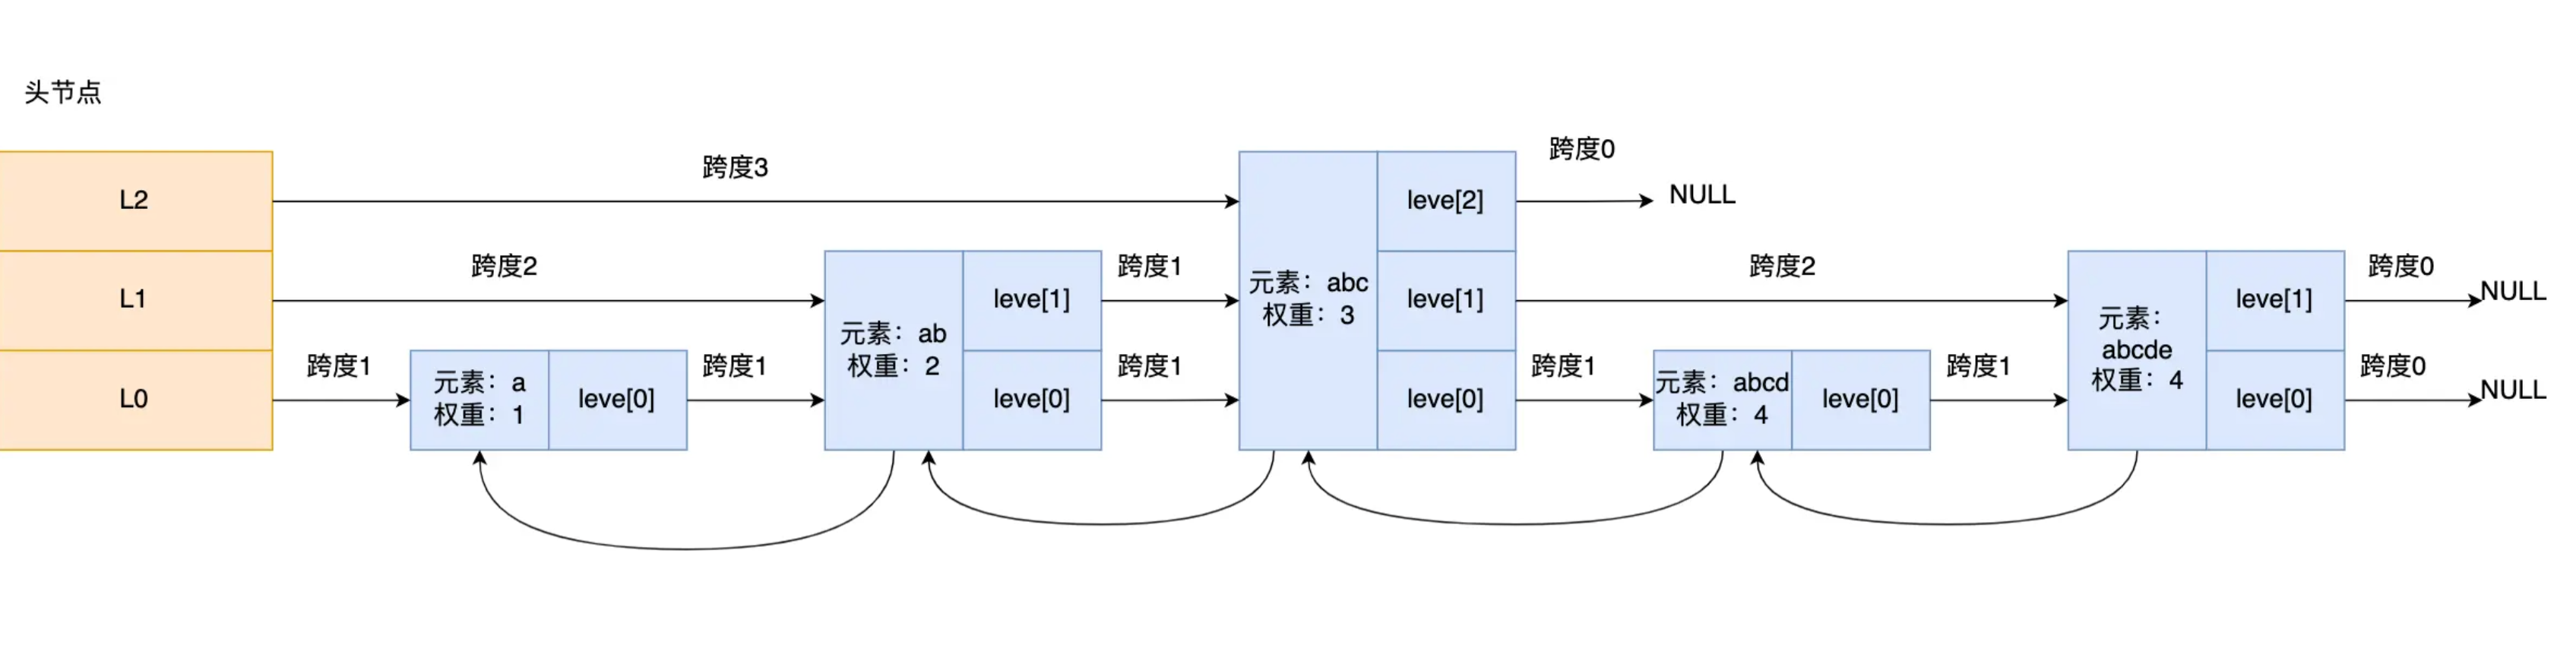 头节点
跨度3
跨度0
L2
leve[2]
NULL
跨度2
跨度1
跨度2
跨度0
L1
leve[1]
元素：abc
权重：3
leve[1]
leve[1]
NULL
元素：ab
权重：2
元素：
abcde
权重：4
跨度1
跨度1
跨度1
跨度1
跨度1
跨度0
L0
元素：a
权重：1
leve[0]
leve[0]
leve[0]
元素：abcd
权重：4
leve[0]
leve[0]
NULL